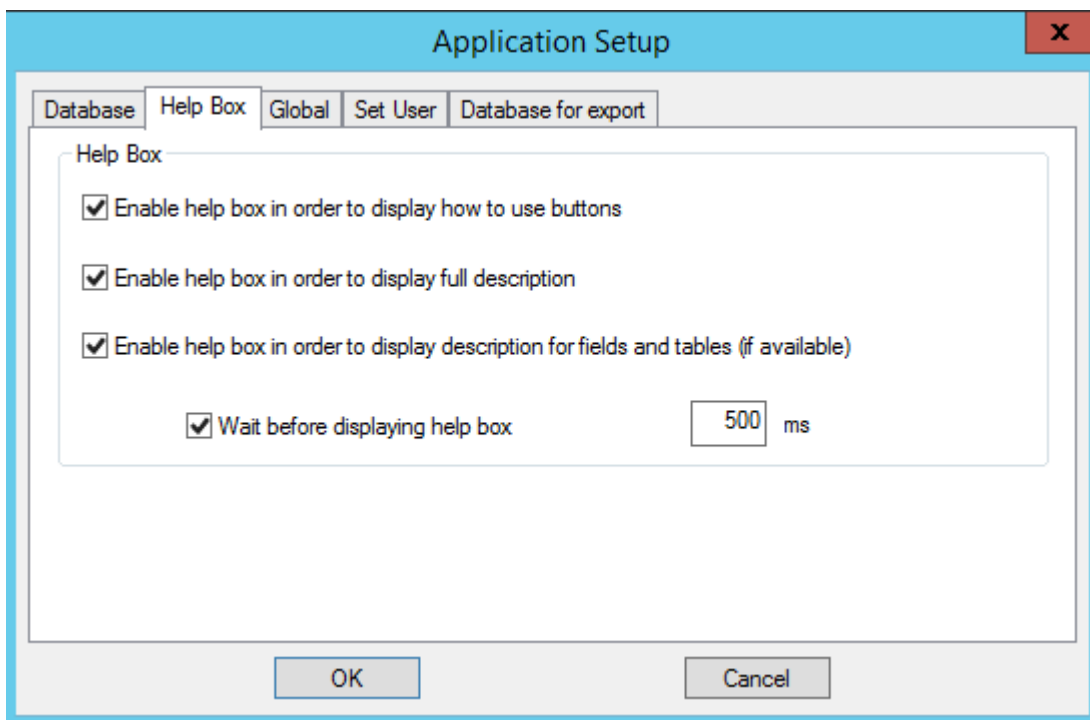 Application Setup
x
Database Help Box Global Set User Database for export
Help Box
Enable help box in order to display how to use buttons
Enable help box in order to display full description
Enable help box in order to display description for fields and tables (if available)
Wait before displaying help box 500 ms
OK Cancel